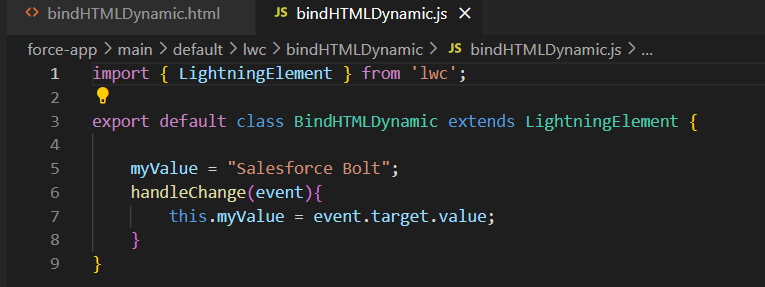 <> bindHTMLDynamic.html JS bindHTMLDynamic.js ×
force-app > main > default > lwc > bindHTMLDynamic > JS bindHTMLDynamic.js > ...
1 import { LightningElement } from 'lwc';
2
3 export default class BindHTMLDynamic extends LightningElement {
4
5 myValue = "Salesforce Bolt";
6 handleChange(event){
7 this.myValue = event.target.value;
8 }
9 }